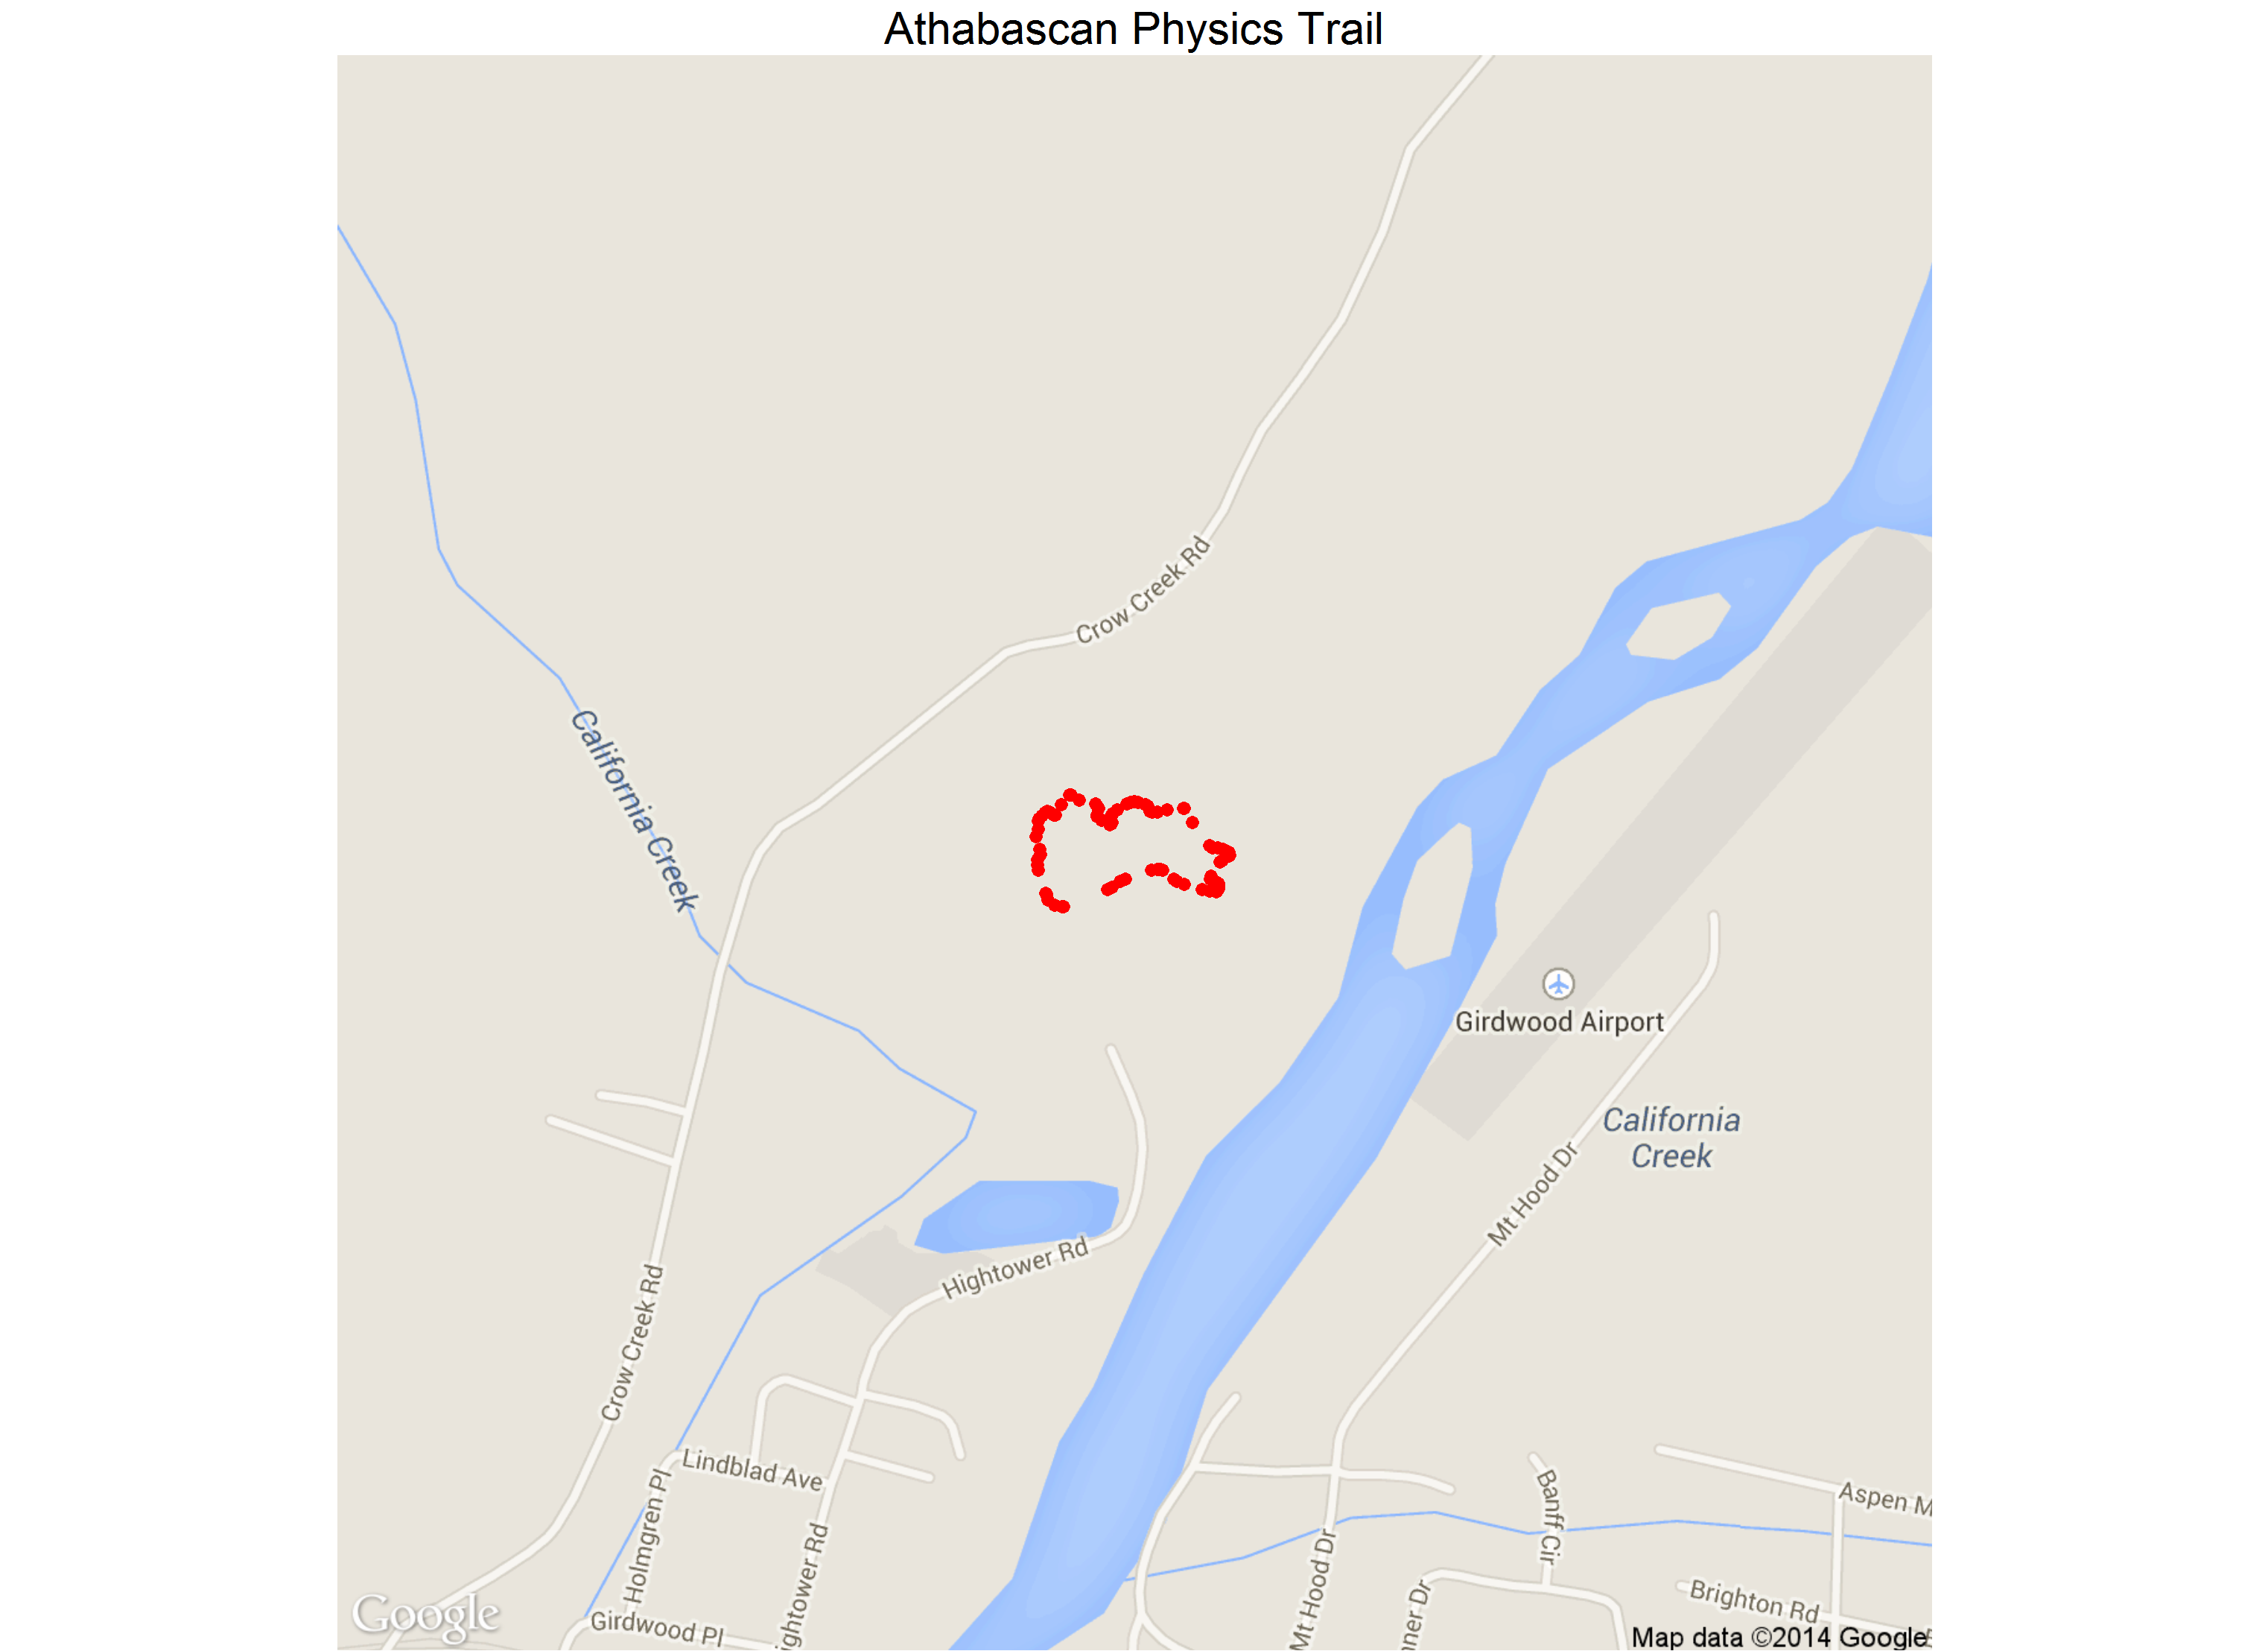 Athabascan Physics Trail
Crow Creek Rd
California Creek
Girdwood Airport
California
Creek
Mt Hood Dr
Hightower Rd
Crow Creek Rd
Lindblad Ave
Holmgren Pl
Banff Cir
Aspen M
Mt Hood Dr
ightower Rd
nner Dr
Brighton Rd
Google
Girdwood Pl
Map data ©2014 Google